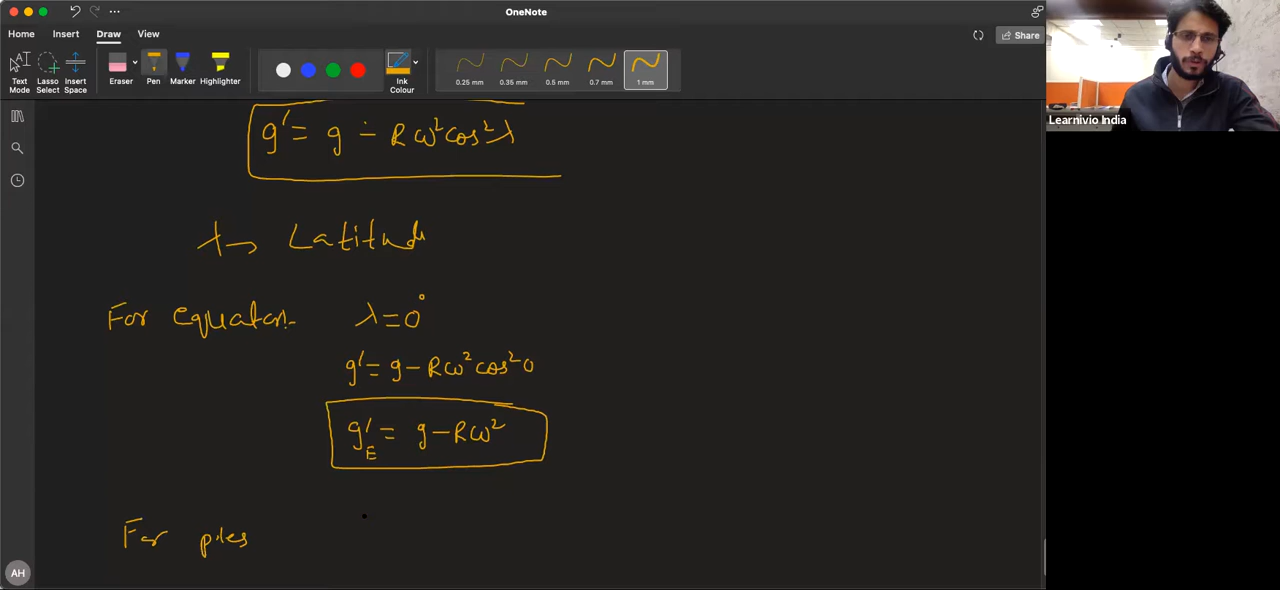 OneNote
Home Insert Draw View
Share
Text Mode
Lasso Select
Insert Space
Eraser
Pen
Marker
Highlighter
Ink Colour
0.25 mm
0.35 mm
0.5 mm
0.7 mm
1 mm
Learnivio India
g' = g - Rω²cos²λ
λ → Latitude
For equator. λ = 0°
g' = g - Rω²cos²0
g'E = g - Rω²
For poles
AH